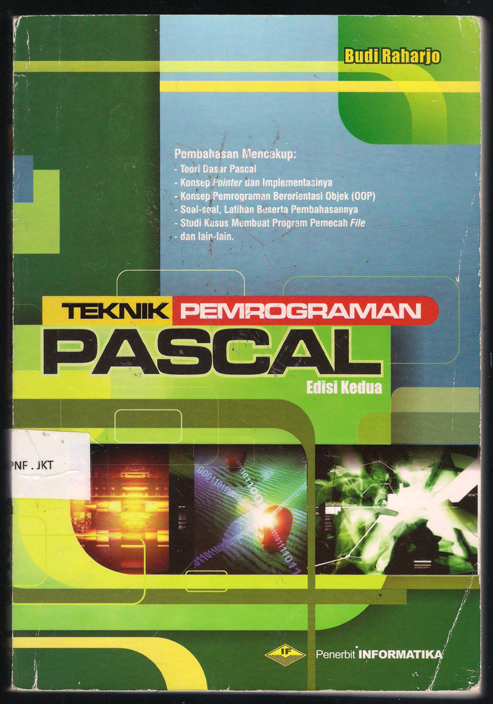 Budi Raharjo
Pembahasan Mencakup:
- Teori Dasar Pascal
- Konsep Pointer dan Implementasinya
- Konsep Pemrograman Berorientasi Objek (OOP)
- Soal-soal, Latihan Beserta Pembahasannya
- Studi Kasus Membuat Program Pemecah File
- dan lain-lain.
TEKNIK PEMROGRAMAN
PASCAL
Edisi Kedua
PNF . JKT
IF
Penerbit INFORMATIKA